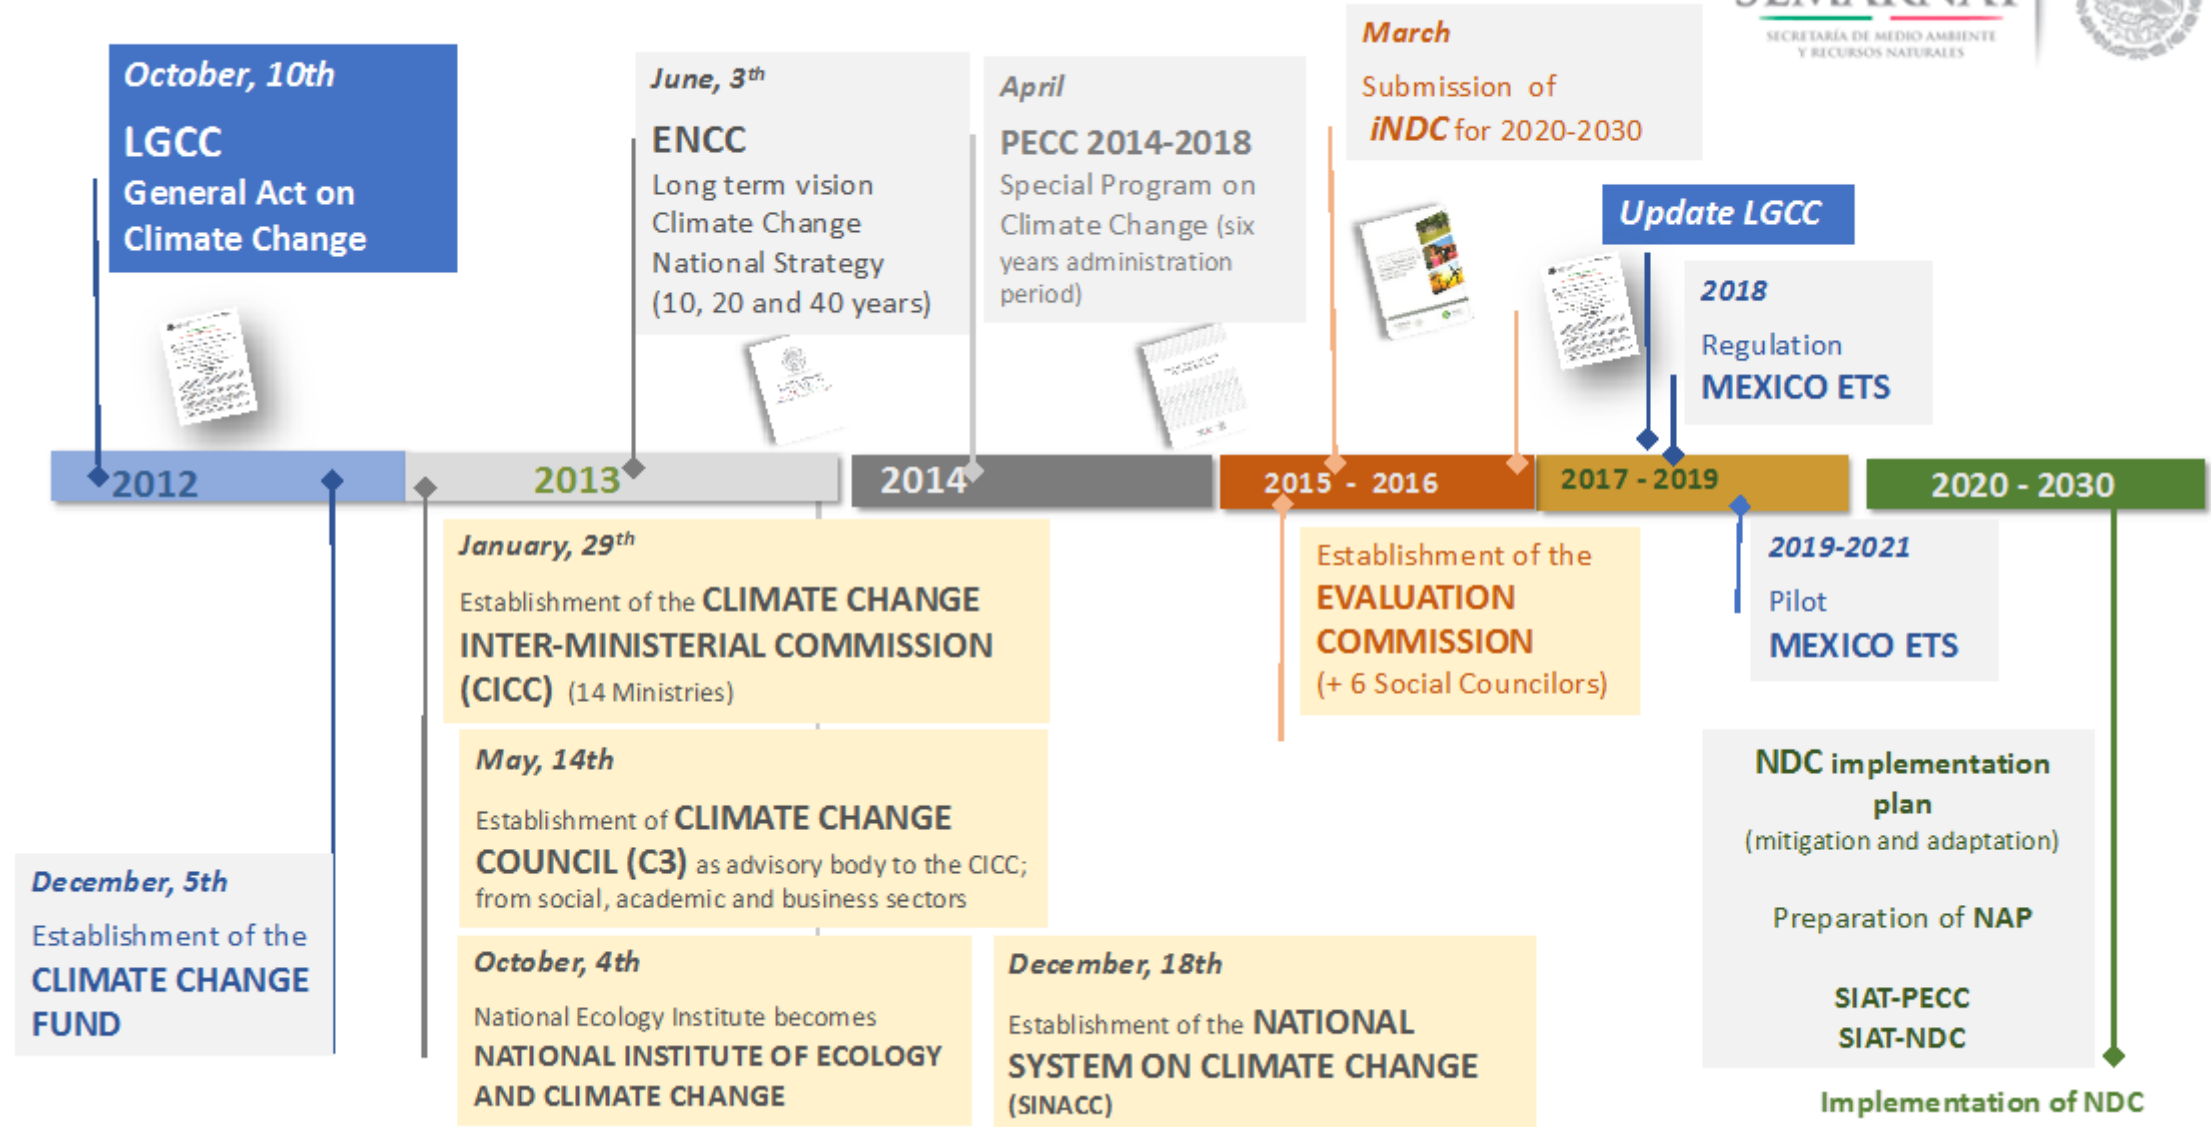 SEMARNAT
SECRETARÍA DE MEDIO AMBIENTE
Y RECURSOS NATURALES
October, 10th
LGCC
General Act on
Climate Change
June, 3th
ENCC
Long term vision
Climate Change
National Strategy
(10, 20 and 40 years)
April
PECC 2014-2018
Special Program on
Climate Change (six
years administration
period)
March
Submission of
iNDC for 2020-2030
Update LGCC
2018
Regulation
MEXICO ETS
2012
2013
2014
2015 - 2016
2017 - 2019
2020 - 2030
January, 29th
Establishment of the CLIMATE CHANGE
INTER-MINISTERIAL COMMISSION
(CICC) (14 Ministries)
May, 14th
Establishment of CLIMATE CHANGE
COUNCIL (C3) as advisory body to the CICC;
from social, academic and business sectors
December, 5th
Establishment of the
CLIMATE CHANGE
FUND
October, 4th
National Ecology Institute becomes
NATIONAL INSTITUTE OF ECOLOGY
AND CLIMATE CHANGE
December, 18th
Establishment of the NATIONAL
SYSTEM ON CLIMATE CHANGE
(SINACC)
Establishment of the
EVALUATION
COMMISSION
(+ 6 Social Councilors)
2019-2021
Pilot
MEXICO ETS
NDC implementation
plan
(mitigation and adaptation)
Preparation of NAP
SIAT-PECC
SIAT-NDC
Implementation of NDC